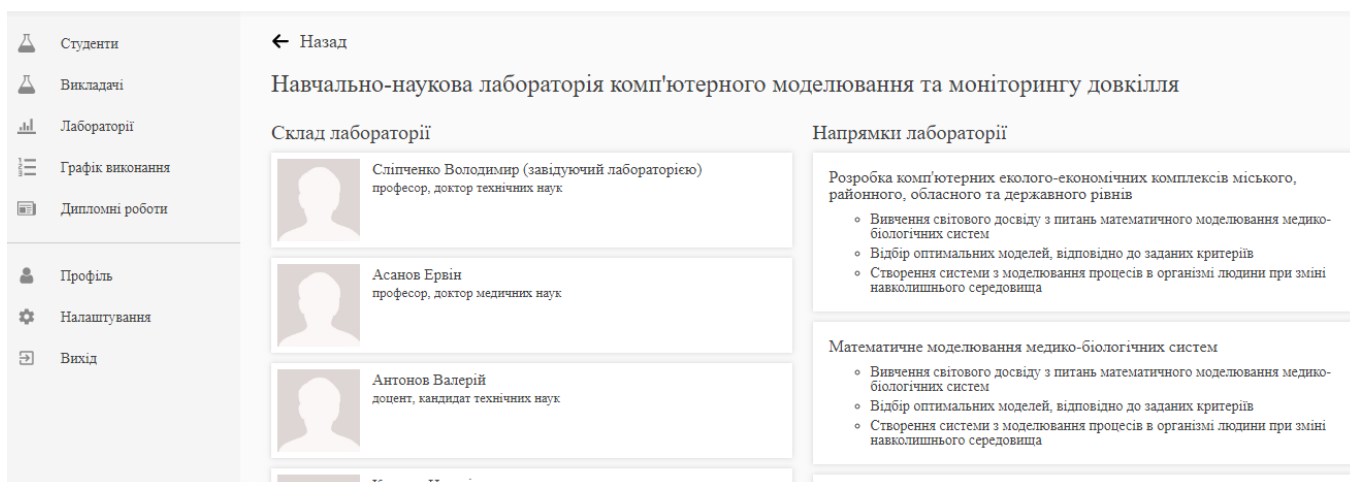 Студенти
Викладачі
Лабораторії
Графік виконання
Дипломні роботи
Профіль
Налаштування
Вихід
← Назад
Навчально-наукова лабораторія комп'ютерного моделювання та моніторингу довкілля
Склад лабораторії
Сліпченко Володимир (завідуючий лабораторією)
професор, доктор технічних наук
Асанов Ервін
професор, доктор медичних наук
Антонов Валерій
доцент, кандидат технічних наук
Напрямки лабораторії
Розробка комп'ютерних еколого-економічних комплексів міського,
районного, обласного та державного рівнів
Вивчення світового досвіду з питань математичного моделювання медико-
біологічних систем
Відбір оптимальних моделей, відповідно до заданих критеріїв
Створення системи з моделювання процесів в організмі людини при зміні
навколишнього середовища
Математичне моделювання медико-біологічних систем
Вивчення світового досвіду з питань математичного моделювання медико-
біологічних систем
Відбір оптимальних моделей, відповідно до заданих критеріїв
Створення системи з моделювання процесів в організмі людини при зміні
навколишнього середовища